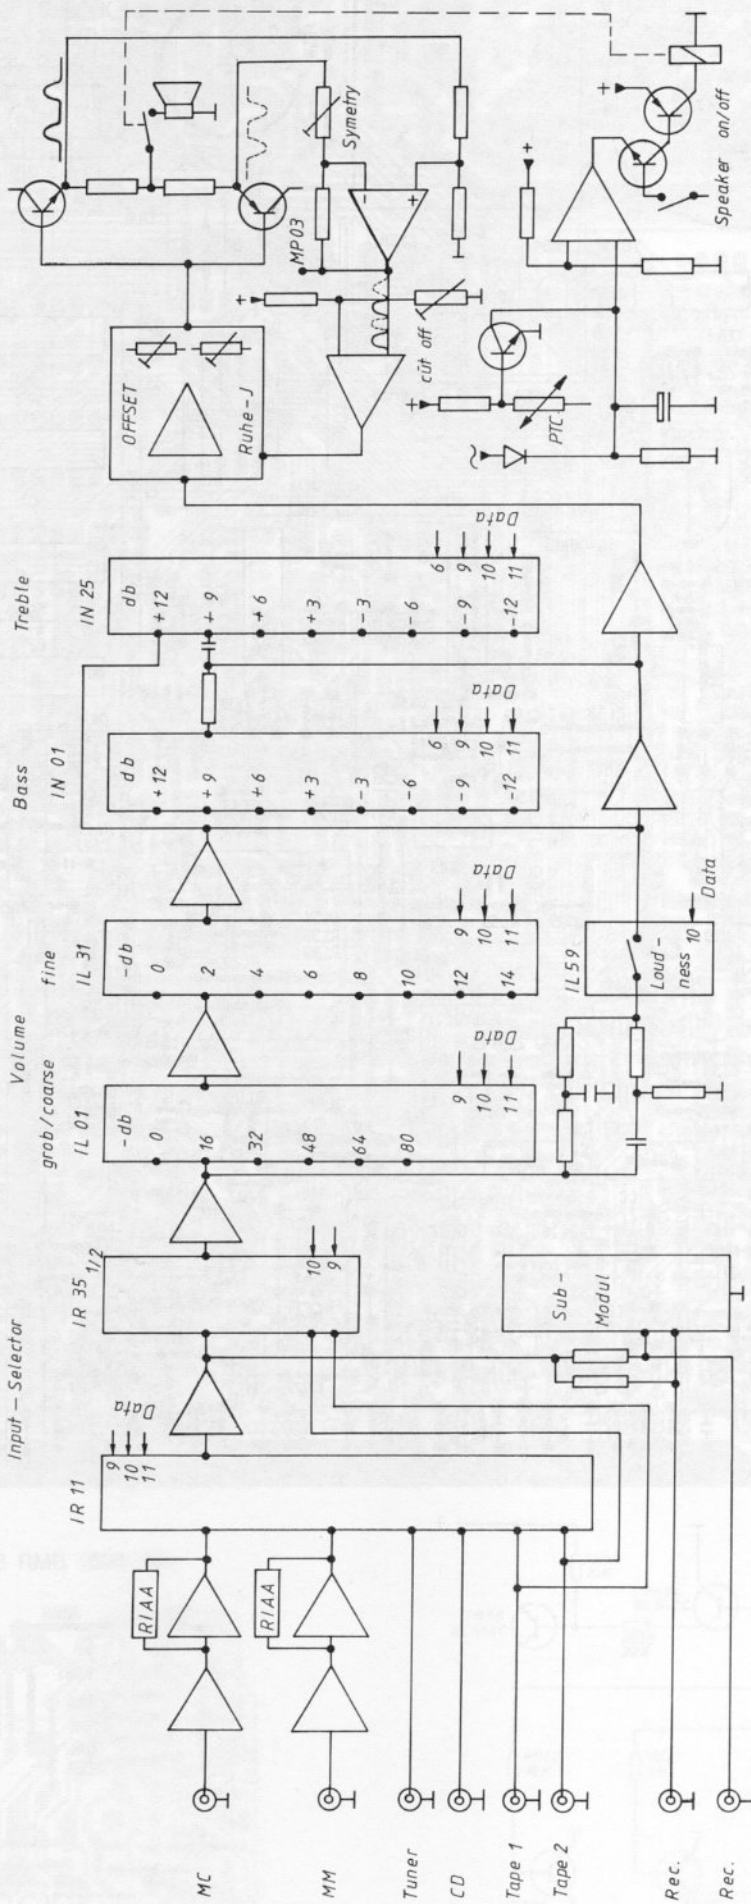 Input - Selector
Volume
Bass
Treble
grob/coarse
fine
IR 11
IR 35 1/2
IL 01
IL 31
IN 01
IN 25
9
10
11
Data
10
9
-db
0
16
32
48
64
80
9
10
11
Data
-db
0
2
4
6
8
10
12
14
9
10
11
Data
db
+12
+9
+6
+3
-3
-6
-9
-12
6
9
10
11
Data
db
+12
+9
+6
+3
-3
-6
-9
-12
6
9
10
11
Data
OFFSET
Ruhe-J
MP03
Symetry
-
+
+
cut off
+
PTC
+
+
Speaker on/off
IL59
Loud-
ness
10
Data
Sub-
Modul
RIAA
RIAA
MC
MM
Tuner
CD
Tape 1
Tape 2
Rec.
Rec.